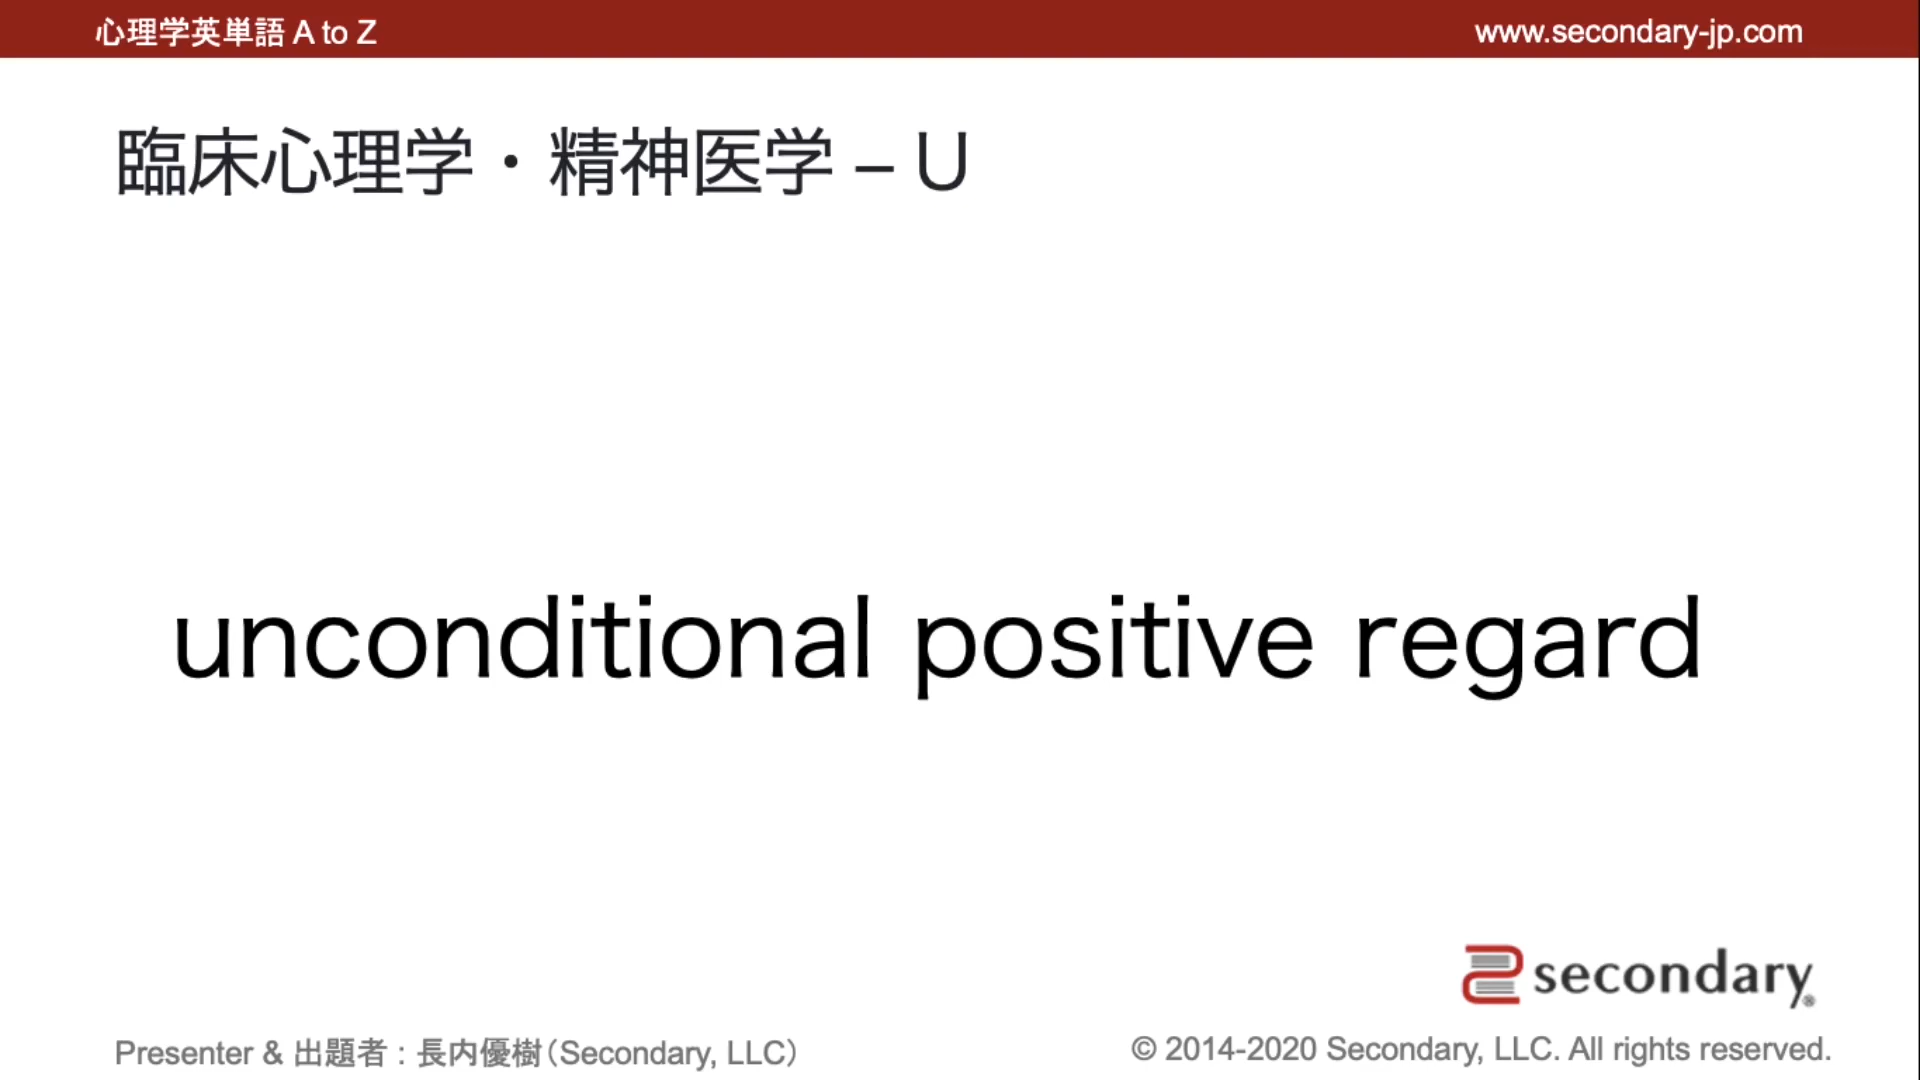 心理学英単語 A to Z
www.secondary-jp.com
臨床心理学・精神医学 – U
unconditional positive regard
secondary®
Presenter & 出題者 : 長内優樹（Secondary, LLC）
© 2014-2020 Secondary, LLC. All rights reserved.